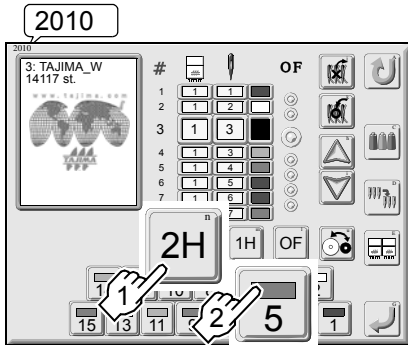 2010
2010
3: TAJIMA_W
14117 st.
www.tajima.com
TAJIMA
# OF
1 1 1
2 1 2
3 1 3
4 1 3
5 1 4
6 1 5
7 1 6
n
2H
1H
OF
1
2
5
15
13
11
1